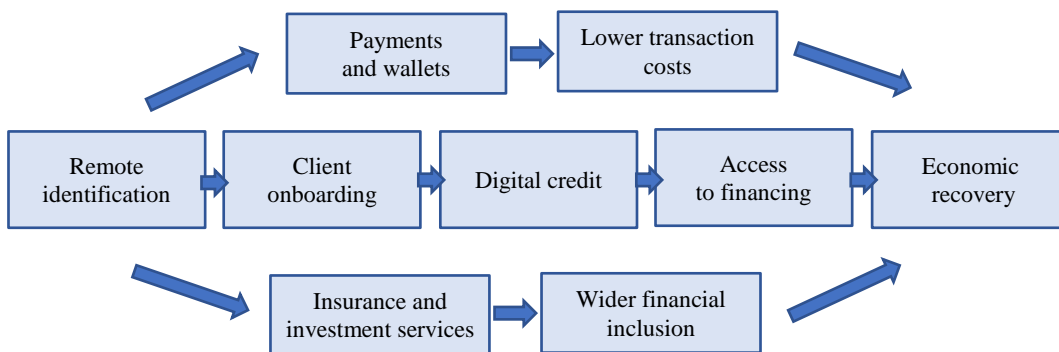 Payments
and wallets
Lower transaction
costs
Remote
identification
Client
onboarding
Digital credit
Access
to financing
Economic
recovery
Insurance and
investment services
Wider financial
inclusion